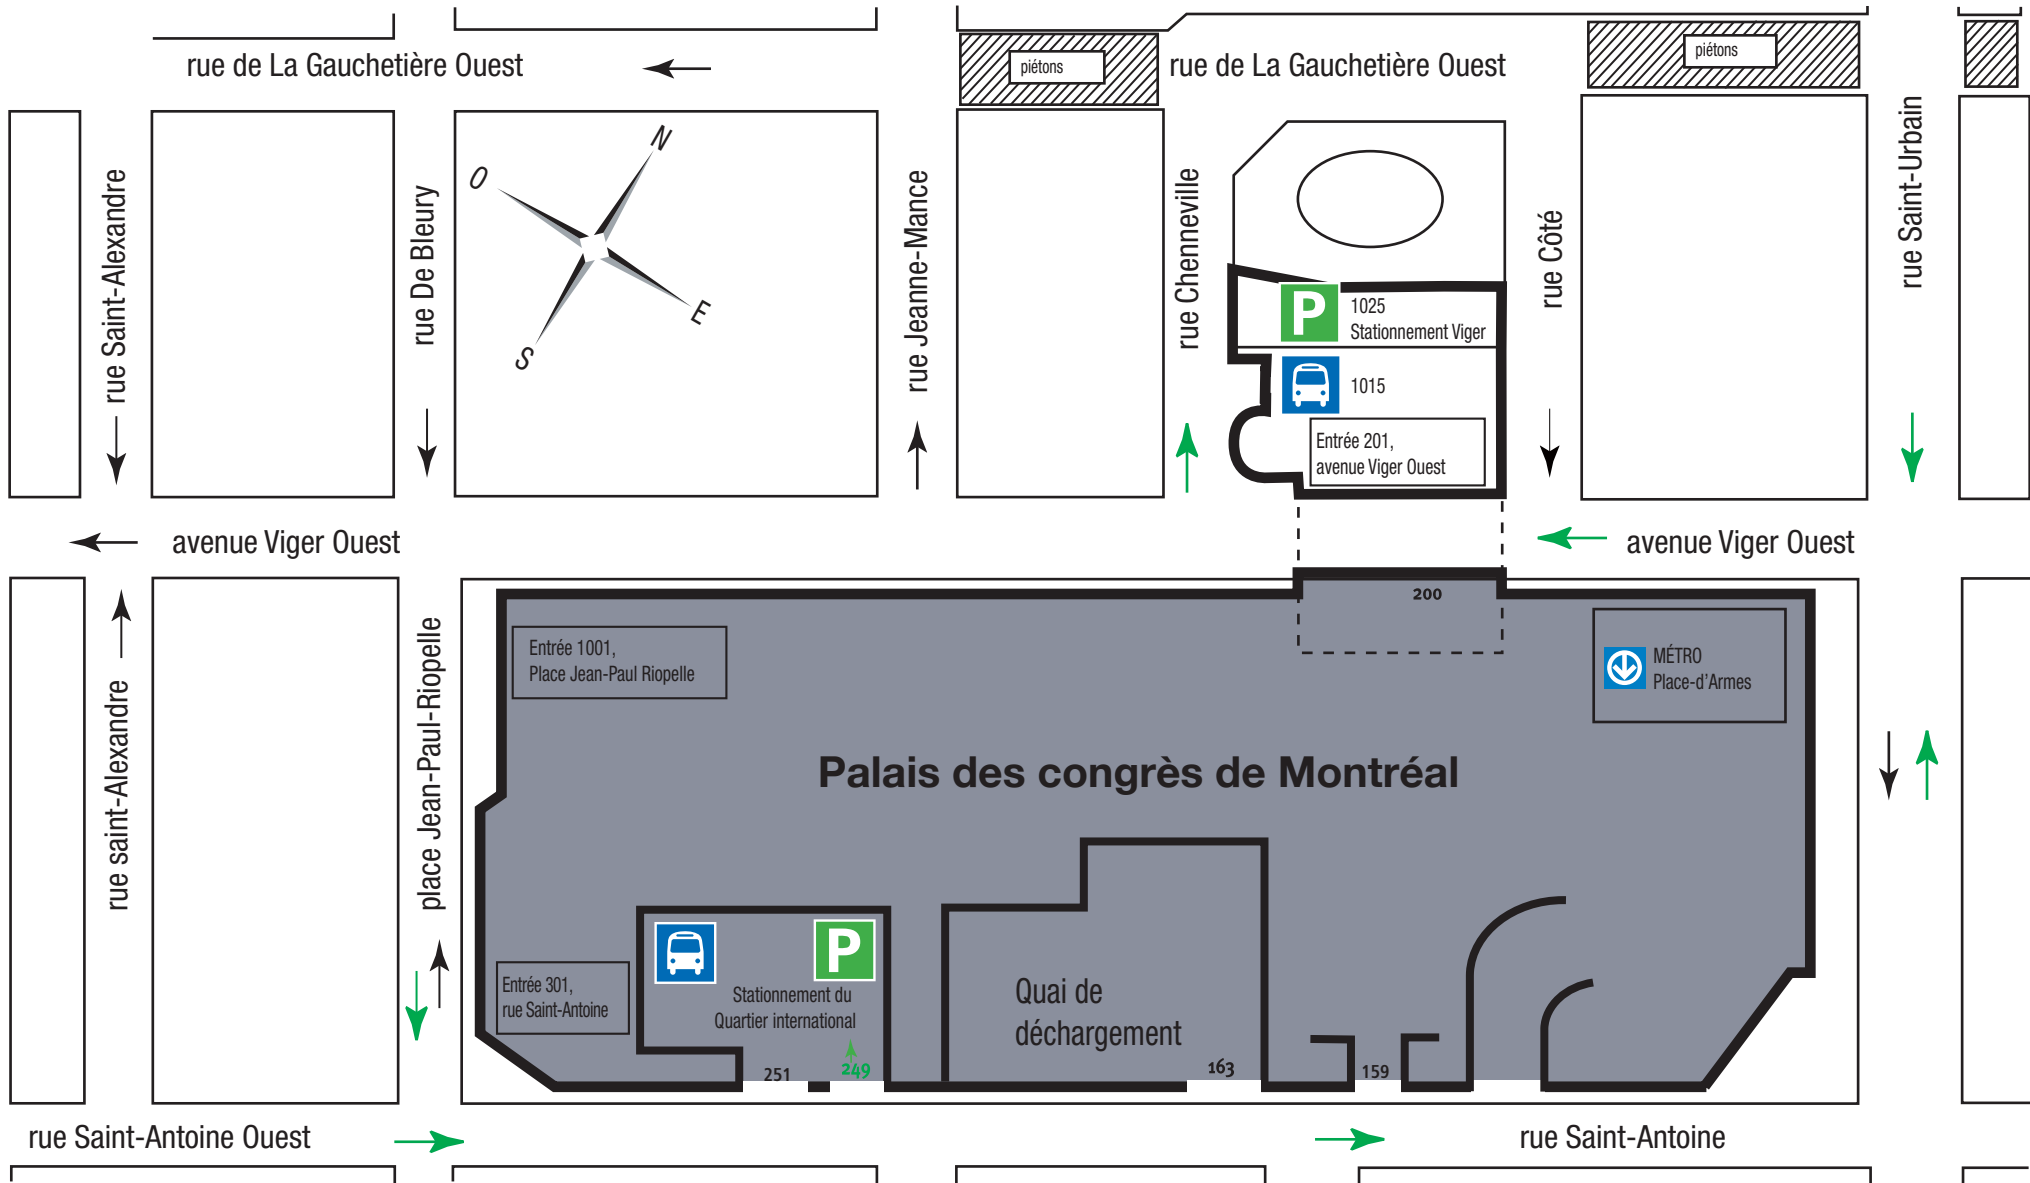 rue de La Gauchetière Ouest
piétons
rue de La Gauchetière Ouest
piétons
rue Saint-Alexandre
rue De Bleury
O
N
E
S
rue Jeanne-Mance
rue Chenneville
rue Côté
rue Saint-Urbain
P
1025
Stationnement Viger
1015
Entrée 201,
avenue Viger Ouest
avenue Viger Ouest
avenue Viger Ouest
rue saint-Alexandre
place Jean-Paul-Riopelle
Entrée 1001,
Place Jean-Paul Riopelle
200
MÉTRO
Place-d'Armes
Palais des congrès de Montréal
Entrée 301,
rue Saint-Antoine
P
Stationnement du
Quartier international
251
249
Quai de
déchargement
163
159
rue Saint-Antoine Ouest
rue Saint-Antoine